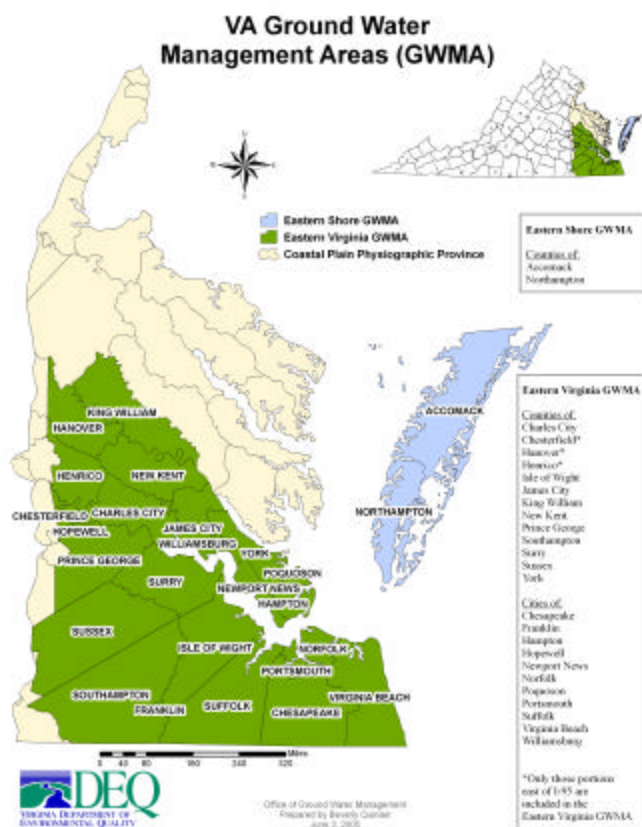 VA Ground Water
Management Areas (GWMA)
Eastern Shore GWMA
Eastern Virginia GWMA
Coastal Plain Physiographic Province
Eastern Shore GWMA
Counties of:
Accomack
Northampton
KING WILLIAM
HANOVER
HENRICO
NEW KENT
CHESTERFIELD
CHARLES CITY
HOPEWELL
JAMES CITY
WILLIAMSBURG
YORK
PRINCE GEORGE
POQUOSON
SURRY
NEWPORT NEWS
HAMPTON
SUSSEX
ISLE OF WIGHT
NORFOLK
PORTSMOUTH
SOUTHAMPTON
FRANKLIN
SUFFOLK
VIRGINIA BEACH
CHESAPEAKE
ACCOMACK
NORTHAMPTON
Eastern Virginia GWMA
Counties of:
Charles City
Chesterfield*
Hanover*
Henrico*
Isle of Wight
James City
King William
New Kent
Prince George
Southampton
Surry
Sussex
York
Cities of:
Chesapeake
Franklin
Hampton
Hopewell
Newport News
Norfolk
Poquoson
Portsmouth
Suffolk
Virginia Beach
Williamsburg
*Only those portions
east of I-95 are
included in the
Eastern Virginia GWMA
Miles
0 40 80 160 240 320
DEQ
VIRGINIA DEPARTMENT OF
ENVIRONMENTAL QUALITY
Office of Ground Water Management
Prepared by Beverly
June 2, 2005